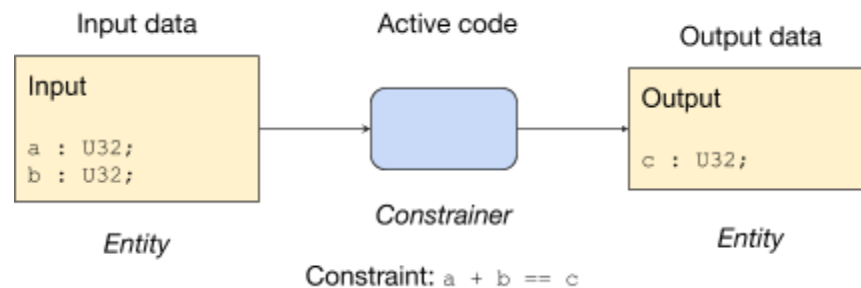 Input data
Active code
Output data
Input
a : U32;
b : U32;
Output
c : U32;
Entity
Constrainer
Entity
Constraint: a + b == c